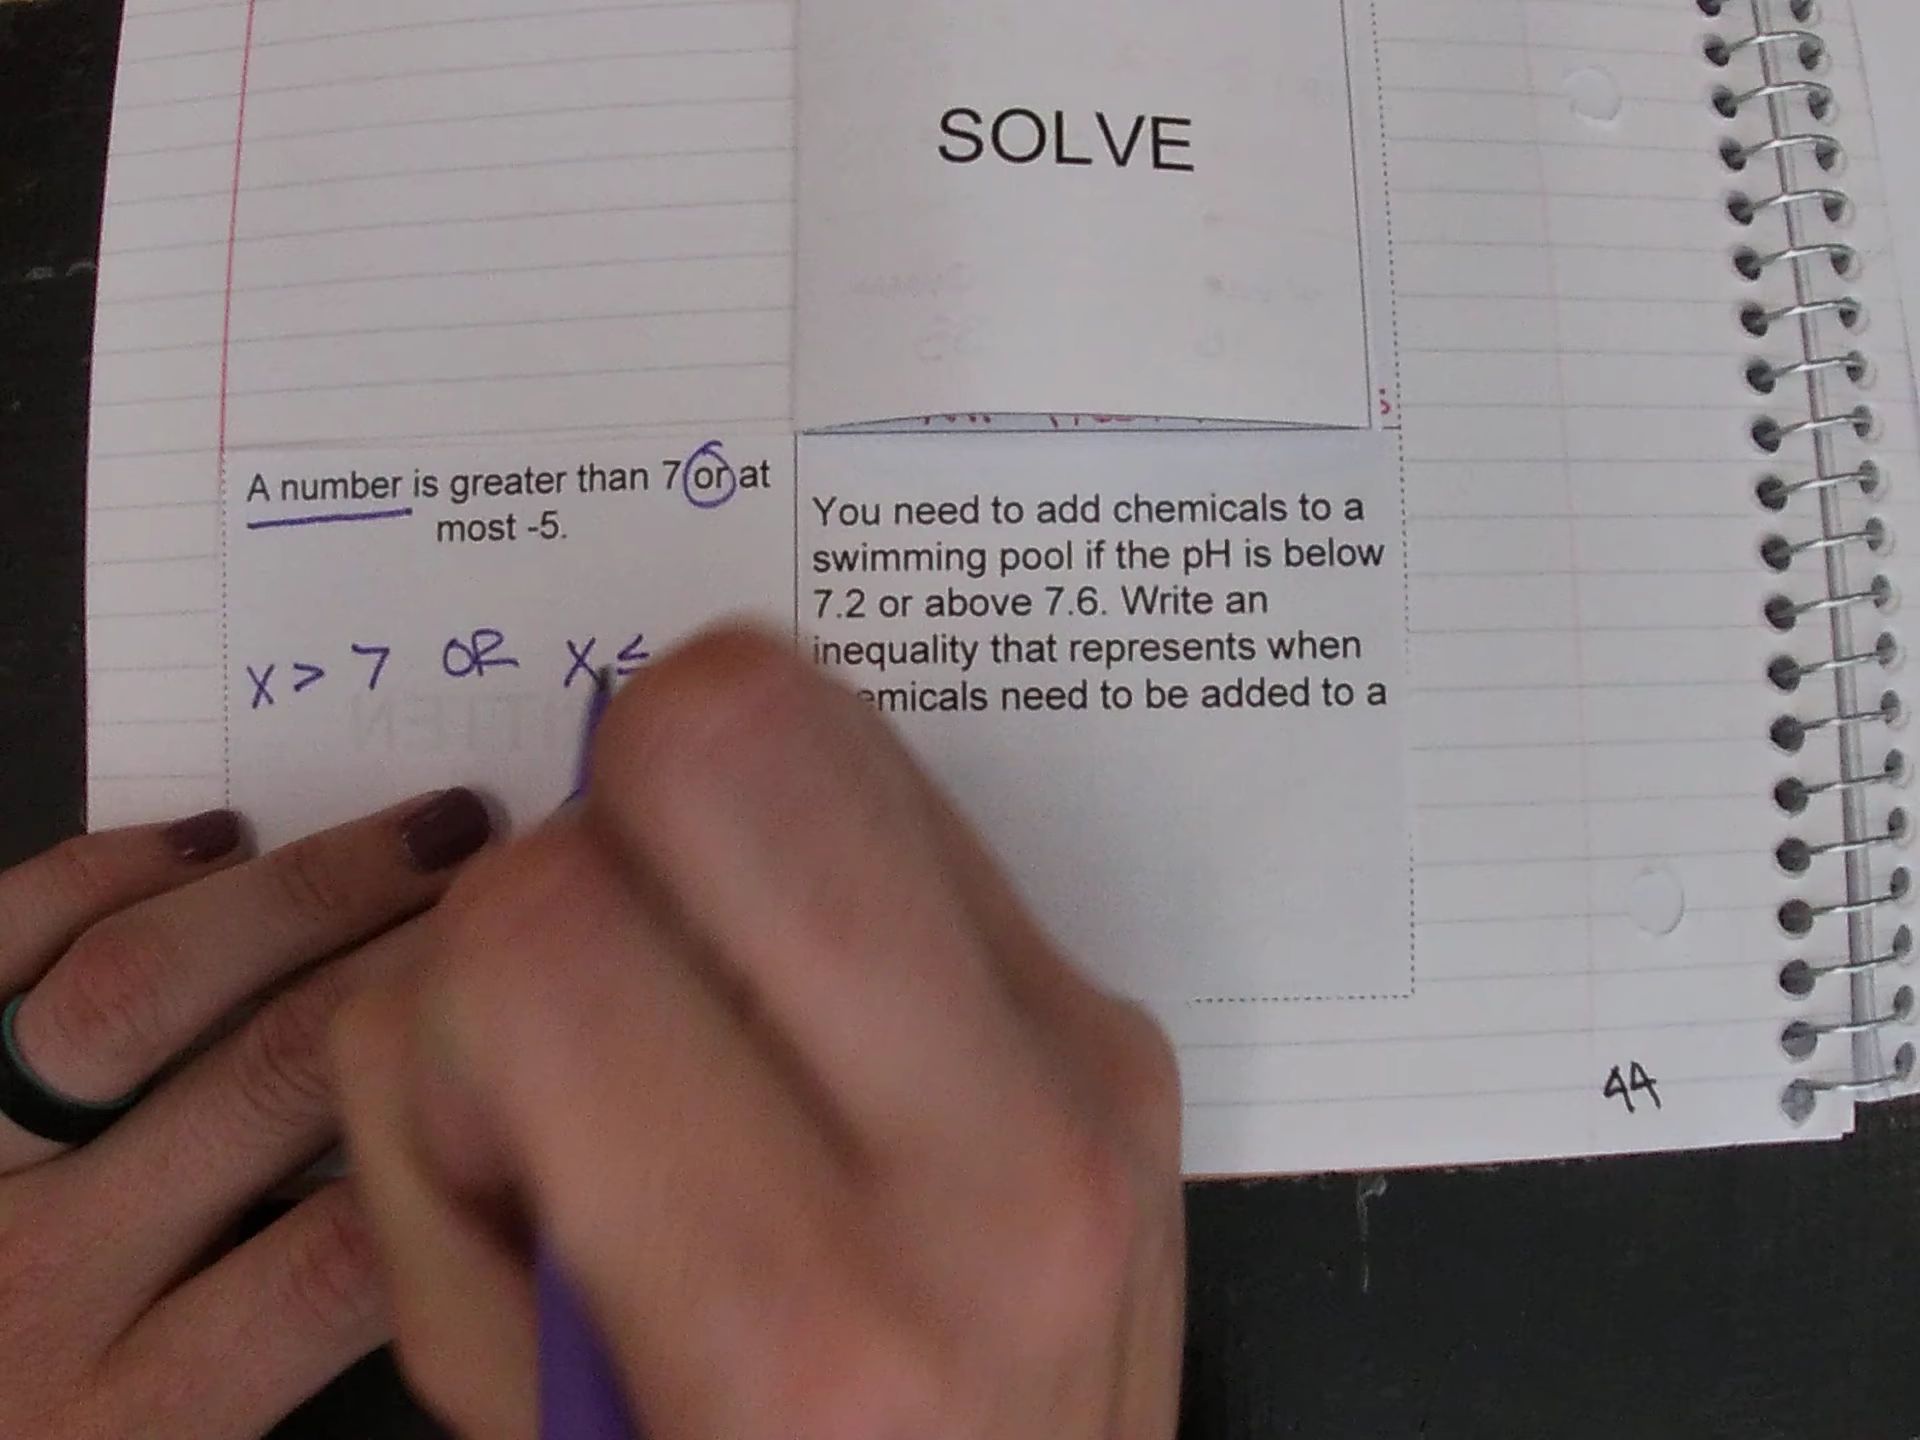 SOLVE
A number is greater than 7 or at
most -5.
x > 7 OR x ≤
You need to add chemicals to a
swimming pool if the pH is below
7.2 or above 7.6. Write an
inequality that represents when
emicals need to be added to a
44